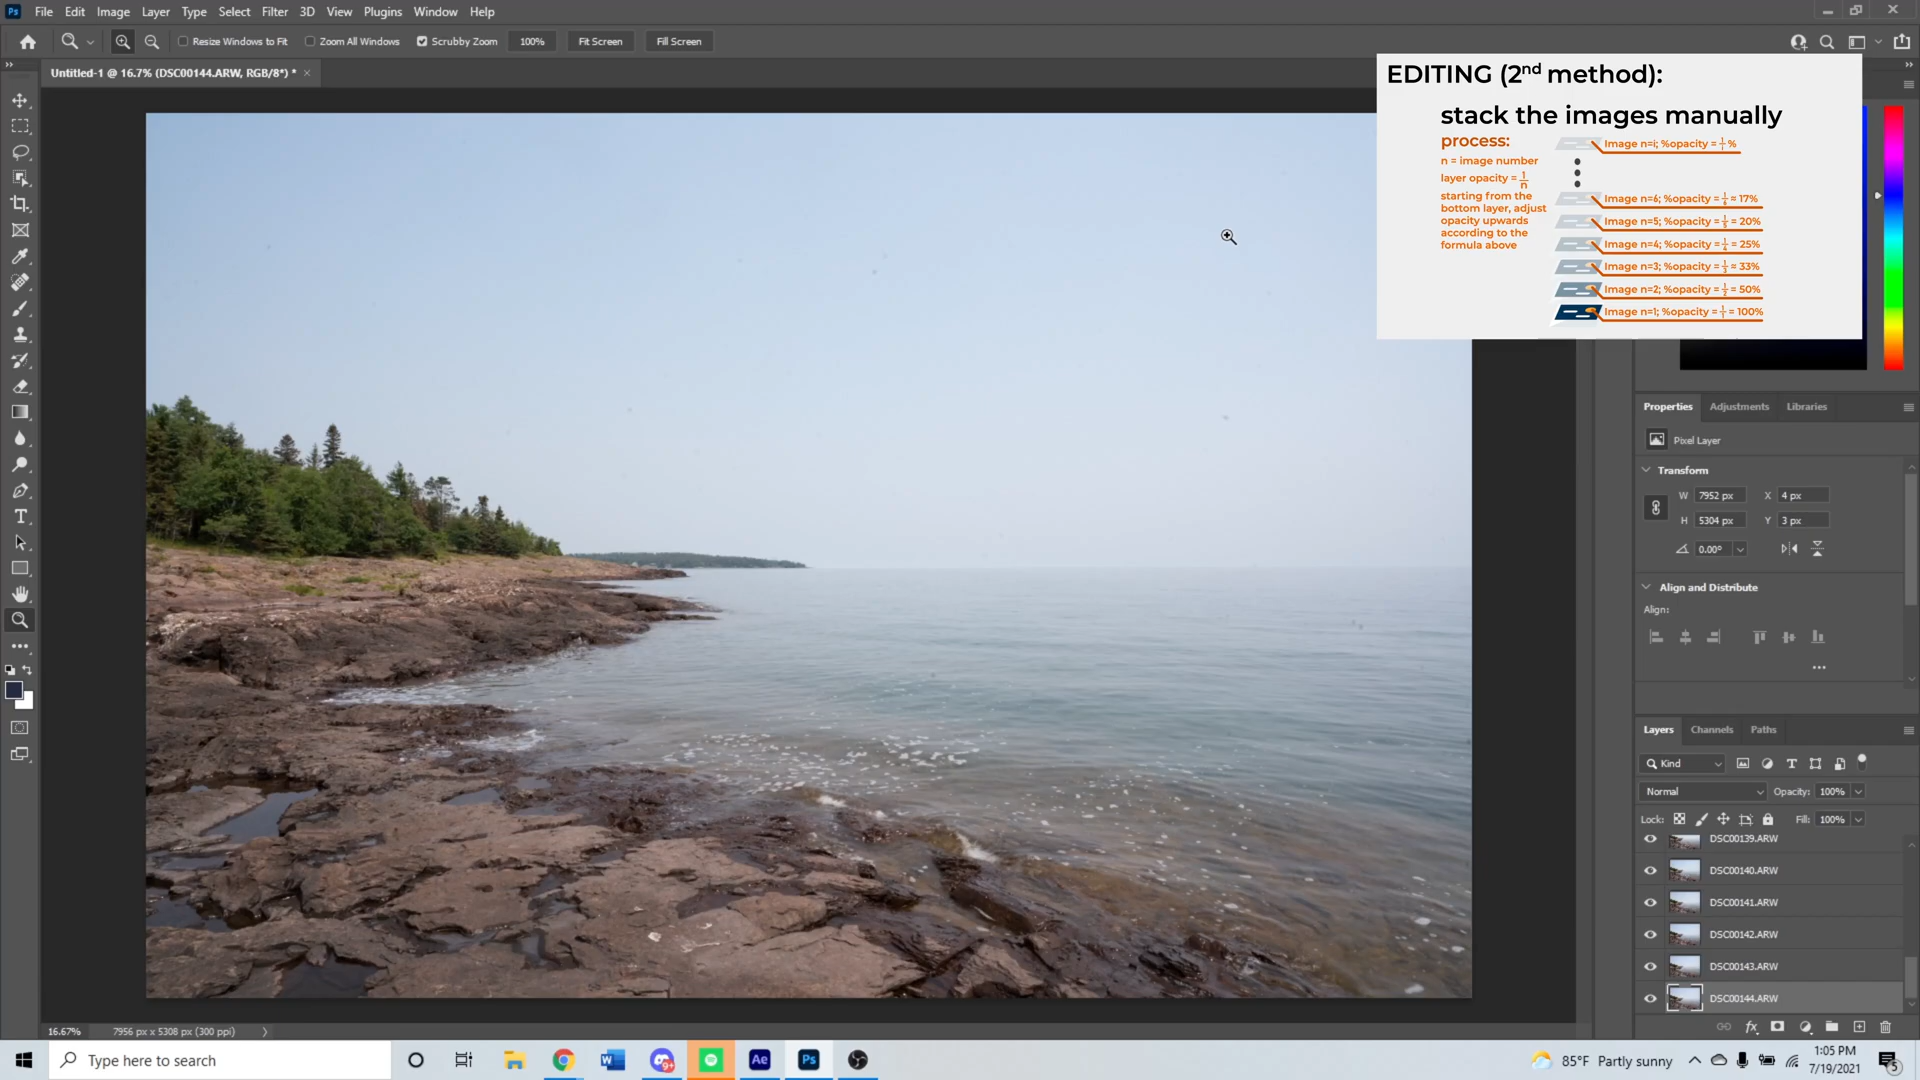 Ps File Edit Image Layer Type Select Filter 3D View Plugins Window Help
Resize Windows to Fit Zoom All Windows Scrubby Zoom 100% Fit Screen Fill Screen
Untitled-1 @ 16.7% (DSC00144.ARW, RGB/8*) * ×
EDITING (2nd method):
stack the images manually
process:
n = image number
layer opacity = 1/n
starting from the
bottom layer, adjust
opacity upwards
according to the
formula above
Image n=i; %opacity = 1/i %
Image n=6; %opacity = 1/6 ≈ 17%
Image n=5; %opacity = 1/5 = 20%
Image n=4; %opacity = 1/4 = 25%
Image n=3; %opacity = 1/3 ≈ 33%
Image n=2; %opacity = 1/2 = 50%
Image n=1; %opacity = 1/1 = 100%
Properties Adjustments Libraries
Pixel Layer
Transform
W 7952 px X 4 px
H 5304 px Y 3 px
0.00°
Align and Distribute
Align:
Layers Channels Paths
Kind
Normal Opacity: 100%
Lock: Fill: 100%
DSC00139.ARW
DSC00140.ARW
DSC00141.ARW
DSC00142.ARW
DSC00143.ARW
DSC00144.ARW
16.67% 7956 px x 5308 px (300 ppi)
Type here to search
9+
Ae
Ps
85°F Partly sunny
1:05 PM
7/19/2021
5